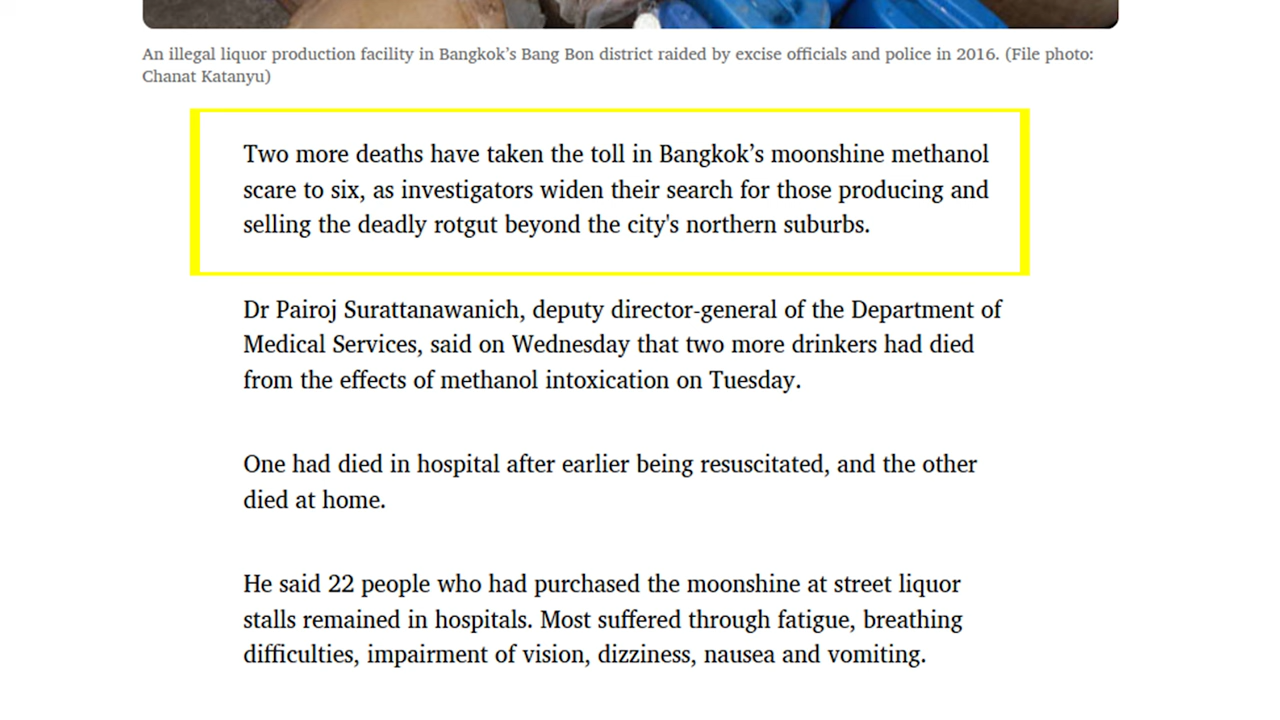 An illegal liquor production facility in Bangkok’s Bang Bon district raided by excise officials and police in 2016. (File photo:
Chanat Katanyu)
Two more deaths have taken the toll in Bangkok’s moonshine methanol
scare to six, as investigators widen their search for those producing and
selling the deadly rotgut beyond the city's northern suburbs.
Dr Pairoj Surattanawanich, deputy director-general of the Department of
Medical Services, said on Wednesday that two more drinkers had died
from the effects of methanol intoxication on Tuesday.
One had died in hospital after earlier being resuscitated, and the other
died at home.
He said 22 people who had purchased the moonshine at street liquor
stalls remained in hospitals. Most suffered through fatigue, breathing
difficulties, impairment of vision, dizziness, nausea and vomiting.